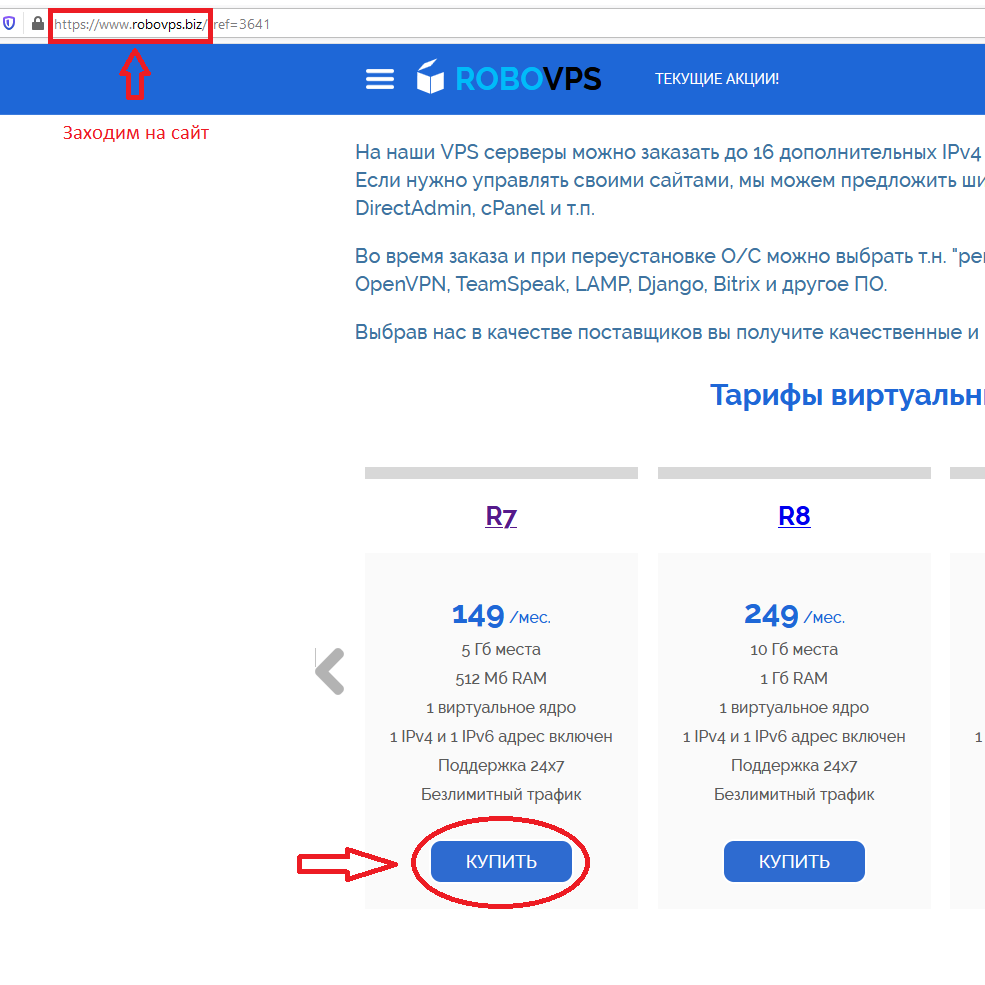 https://www.robovps.biz/?ref=3641
ROBOVPS
ТЕКУЩИЕ АКЦИИ!
Заходим на сайт
На наши VPS серверы можно заказать до 16 дополнительных IPv4
Если нужно управлять своими сайтами, мы можем предложить
DirectAdmin, cPanel и т.п.
Во время заказа и при переустановке О/С можно выбрать т.н.
OpenVPN, TeamSpeak, LAMP, Django, Bitrix и другое ПО.
Выбрав нас в качестве поставщиков вы получите качественные и
Тарифы
R7
149 /мес.
5 Гб места
512 Мб RAM
1 виртуальное ядро
1 IPv4 и 1 IPv6 адрес включен
Поддержка 24x7
Безлимитный трафик
КУПИТЬ
R8
249 /мес.
10 Гб места
1 Гб RAM
1 виртуальное ядро
1 IPv4 и 1 IPv6 адрес включен
Поддержка 24x7
Безлимитный трафик
КУПИТЬ
1